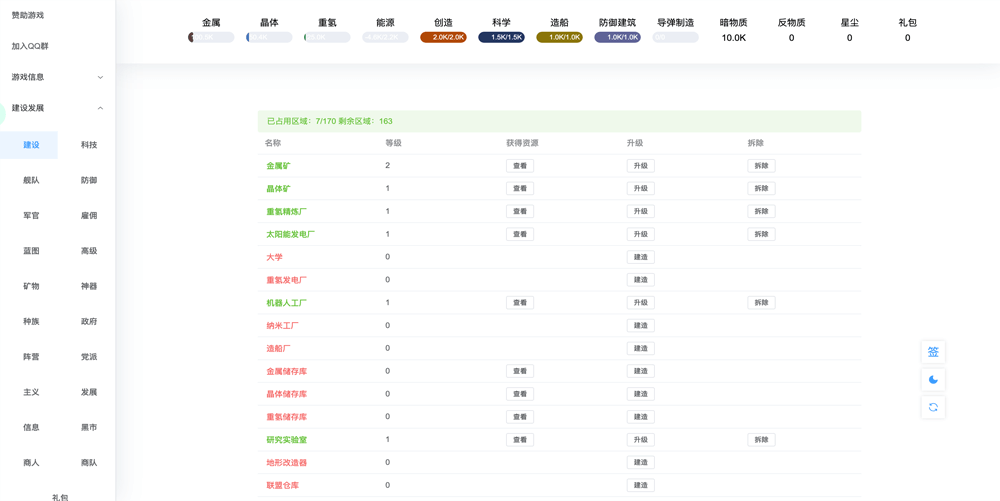 赞助游戏
加入QQ群
游戏信息
建设发展
建设 科技
舰队 防御
军官 雇佣
蓝图 高级
矿物 神器
种族 政府
阵营 党派
主义 发展
信息 黑市
商人 商队
礼包
金属 晶体 重氢 能源 创造 科学 造船 防御建筑 导弹制造 暗物质 反物质 星尘 礼包
2.0K/2.0K 1.5K/1.5K 1.0K/1.0K 1.0K/1.0K 10.0K 0 0 0
已占用区域：7/170 剩余区域：163
名称 等级 获得资源 升级 拆除
金属矿 2 查看 升级 拆除
晶体矿 1 查看 升级 拆除
重氢精炼厂 1 查看 升级 拆除
太阳能发电厂 1 查看 升级 拆除
大学 0 建造
重氢发电厂 0 建造
机器人工厂 1 查看 升级 拆除
纳米工厂 0 建造
造船厂 0 建造
金属储存库 0 查看 建造
晶体储存库 0 查看 建造
重氢储存库 0 查看 建造
研究实验室 1 查看 升级 拆除
地形改造器 0 建造
联盟仓库 0 建造
签